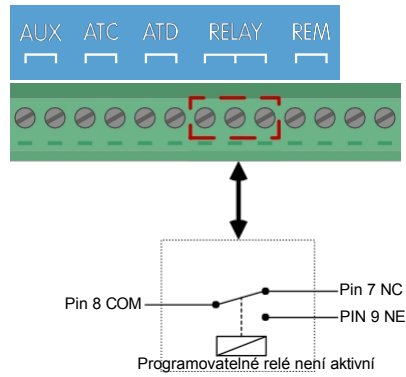 AUX ATC ATD RELAY REM
Pin 7 NC
Pin 8 COM
PIN 9 NE
Programovatelné relé není aktivní